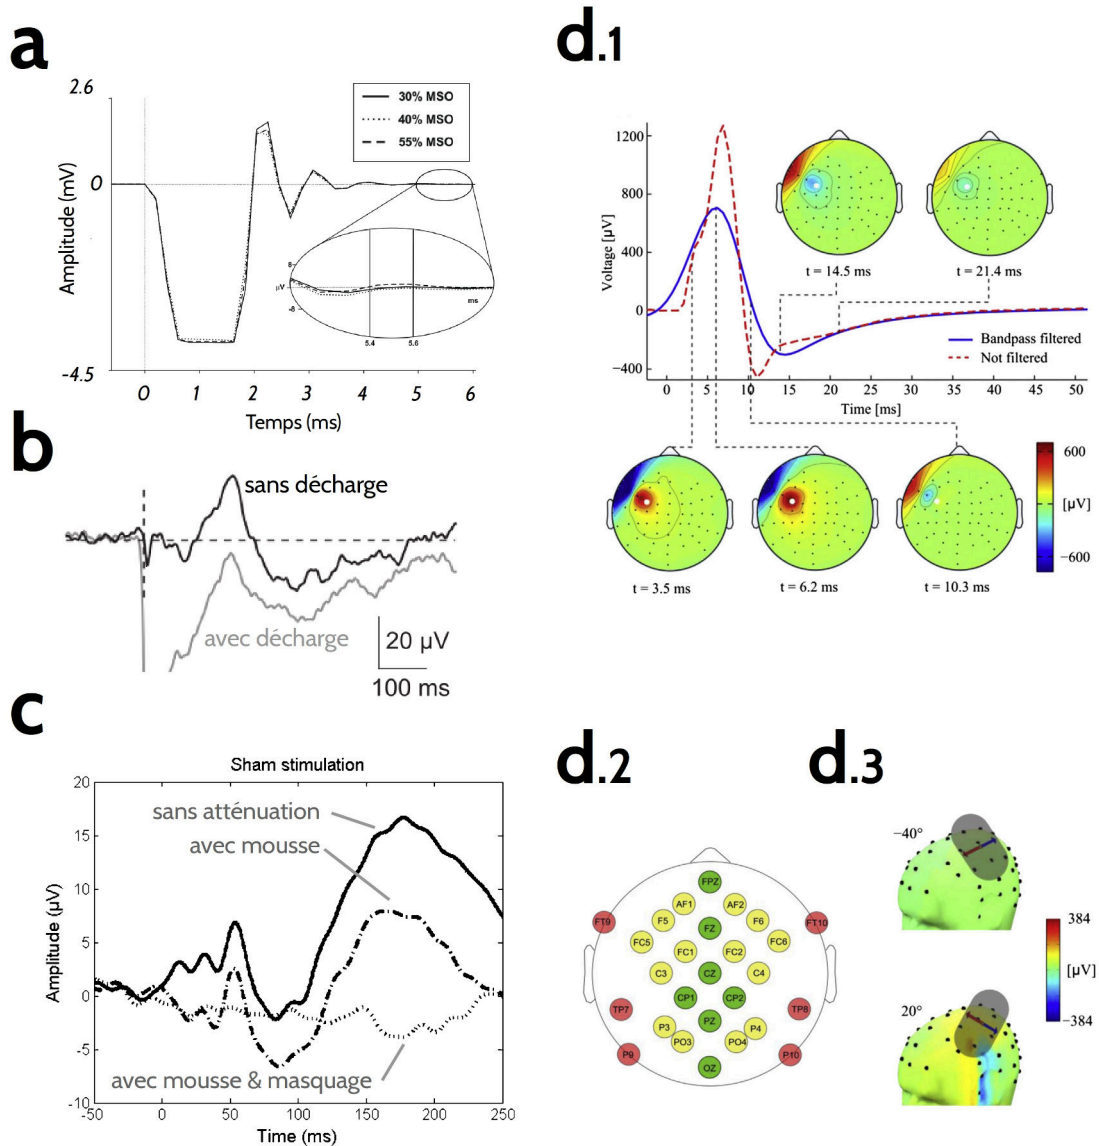 a
2.6
0
-4.5
Amplitude (mV)
30% MSO
40% MSO
55% MSO
8
µV
-8
ms
5.4
5.6
0
1
2
3
4
5
6
Temps (ms)
b
sans décharge
avec décharge
20 µV
100 ms
c
Sham stimulation
sans atténuation
avec mousse
avec mousse & masquage
Amplitude (µV)
20
15
10
5
0
-5
-10
-50
0
50
100
150
200
250
Time (ms)
d.1
Voltage [µV]
1200
800
400
0
−400
t = 14.5 ms
t = 21.4 ms
Bandpass filtered
Not filtered
0
5
10
15
20
25
30
35
40
45
50
Time [ms]
t = 3.5 ms
t = 6.2 ms
t = 10.3 ms
600
[µV]
−600
d.2
FPZ
AF1
AF2
FT9
F5
FZ
F6
FT10
FC5
FC1
FC2
FC6
C3
CZ
C4
CP1
CP2
TP7
TP8
P3
PZ
P4
PO3
PO4
P9
P10
OZ
d.3
−40°
20°
384
[µV]
−384